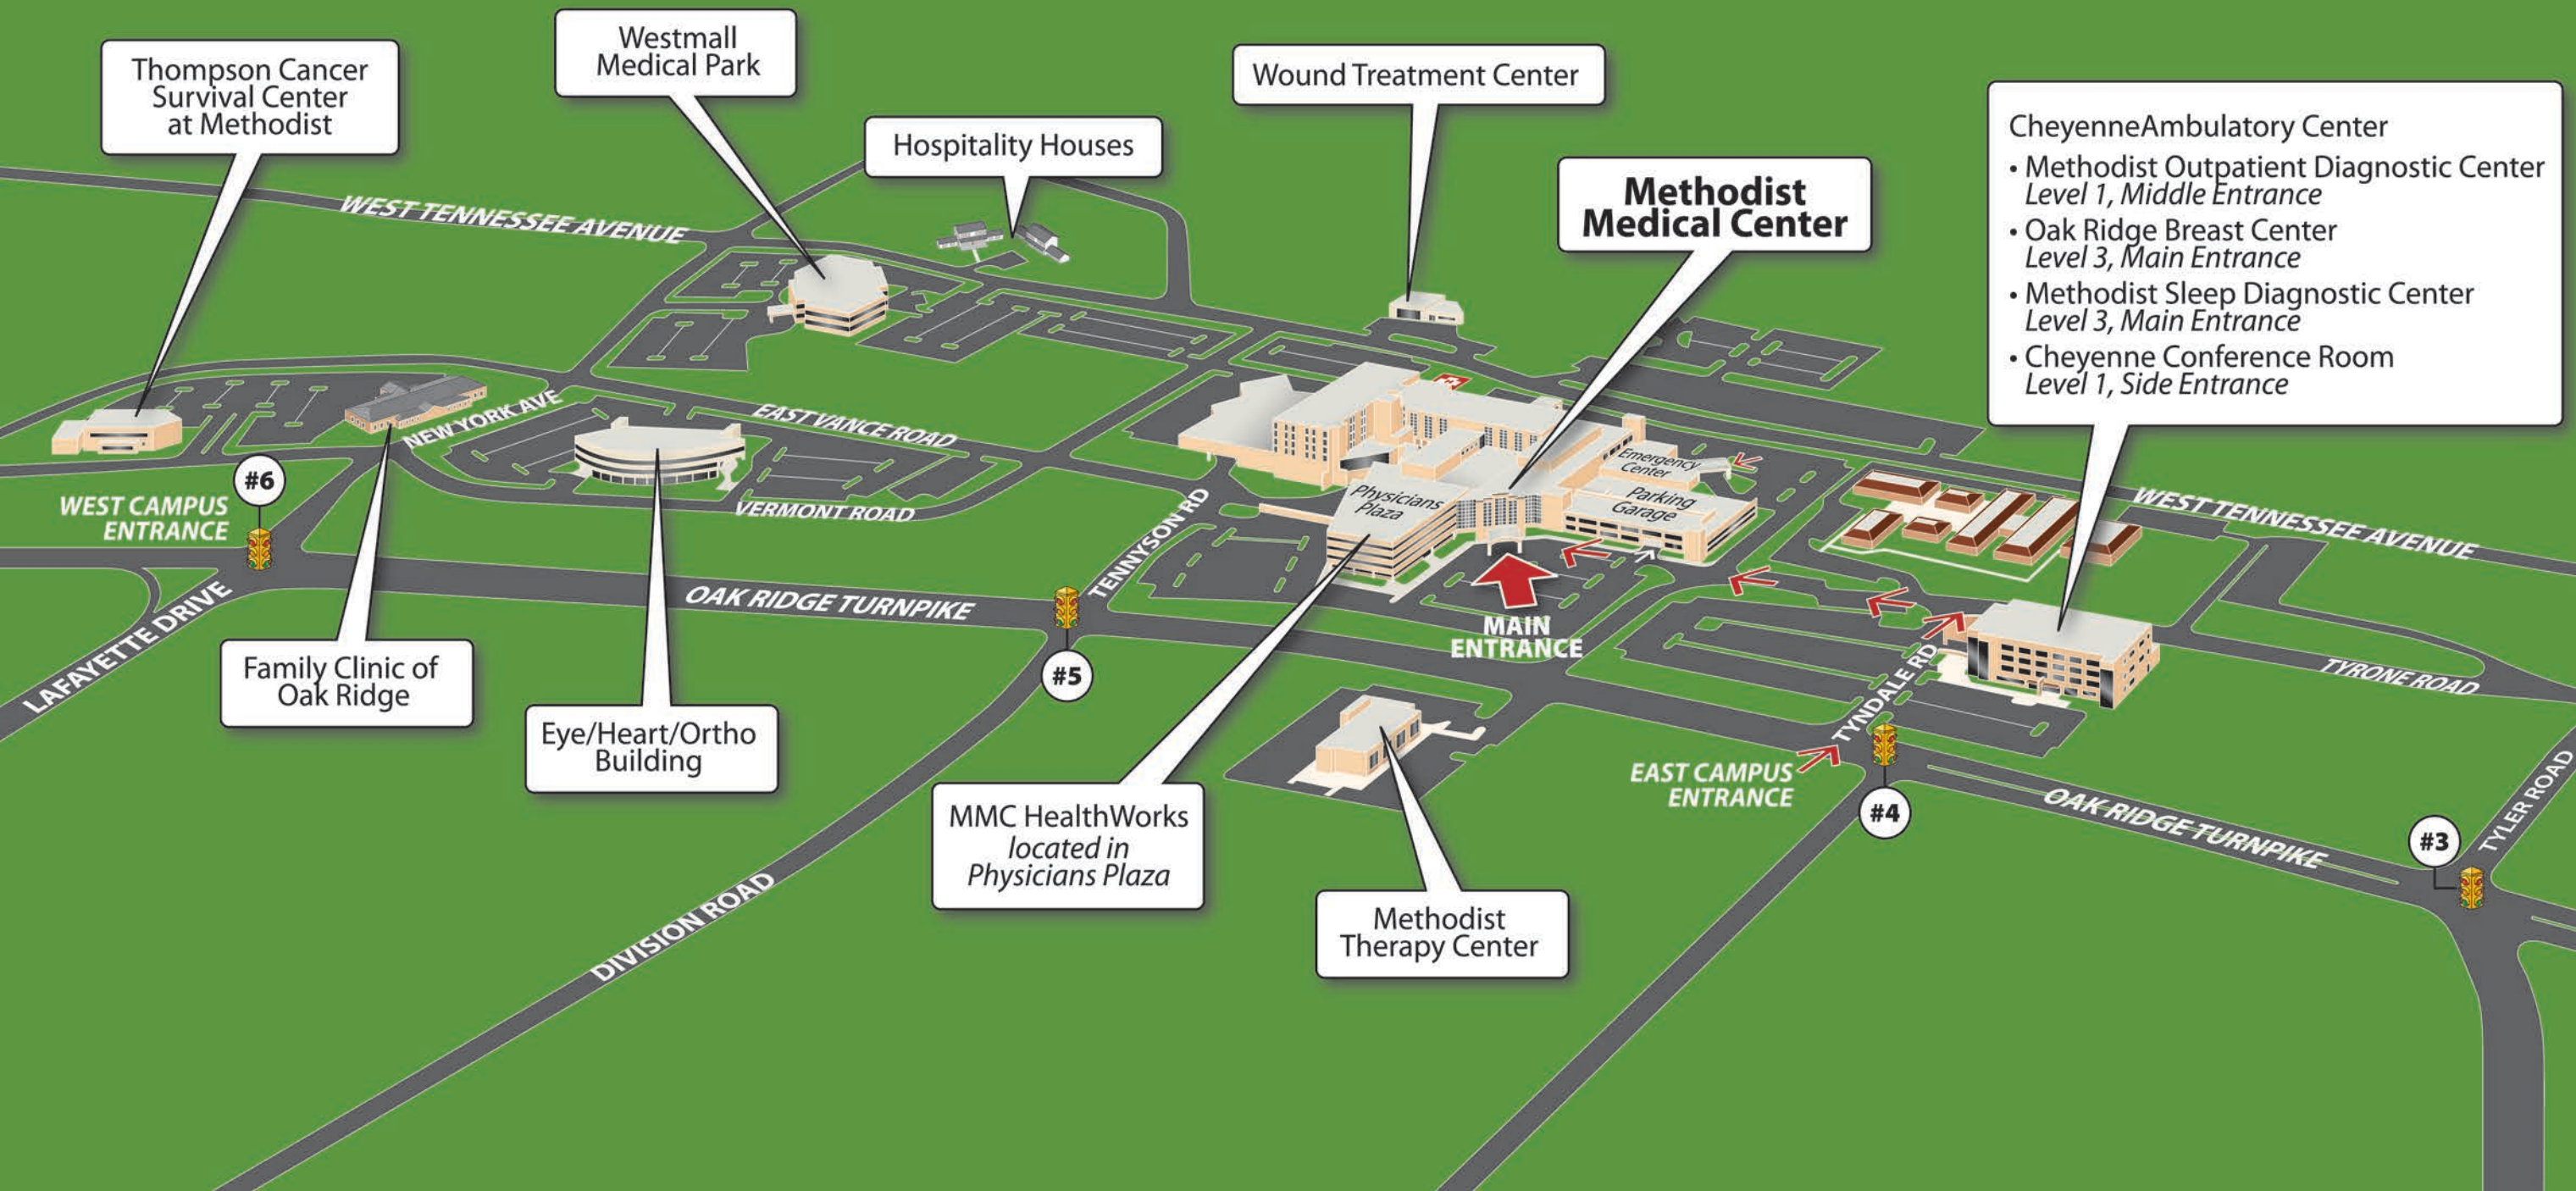 Thompson Cancer
Survival Center
at Methodist
Westmall
Medical Park
Hospitality Houses
Wound Treatment Center
Methodist
Medical Center
CheyenneAmbulatory Center
• Methodist Outpatient Diagnostic Center
Level 1, Middle Entrance
• Oak Ridge Breast Center
Level 3, Main Entrance
• Methodist Sleep Diagnostic Center
Level 3, Main Entrance
• Cheyenne Conference Room
Level 1, Side Entrance
WEST TENNESSEE AVENUE
NEW YORK AVE
EAST VANCE ROAD
VERMONT ROAD
#6
WEST CAMPUS
ENTRANCE
LAFAYETTE DRIVE
OAK RIDGE TURNPIKE
TENNYSON RD
#5
Emergency
Center
Physicians
Plaza
Parking
Garage
MAIN
ENTRANCE
WEST TENNESSEE AVENUE
TYRONE ROAD
TYNDALE RD
EAST CAMPUS
ENTRANCE
#4
OAK RIDGE TURNPIKE
#3
TYLER ROAD
Family Clinic of
Oak Ridge
Eye/Heart/Ortho
Building
MMC HealthWorks
located in
Physicians Plaza
Methodist
Therapy Center
DIVISION ROAD